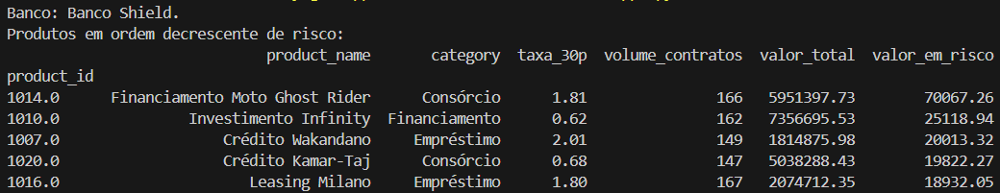 Banco: Banco Shield.
Produtos em ordem decrescente de risco:
product_name category taxa_30p volume_contratos valor_total valor_em_risco
product_id
1014.0 Financiamento Moto Ghost Rider Consórcio 1.81 166 5951397.73 70067.26
1010.0 Investimento Infinity Financiamento 0.62 162 7356695.53 25118.94
1007.0 Crédito Wakandano Empréstimo 2.01 149 1814875.98 20013.32
1020.0 Crédito Kamar-Taj Consórcio 0.68 147 5038288.43 19822.27
1016.0 Leasing Milano Empréstimo 1.80 167 2074712.35 18932.05